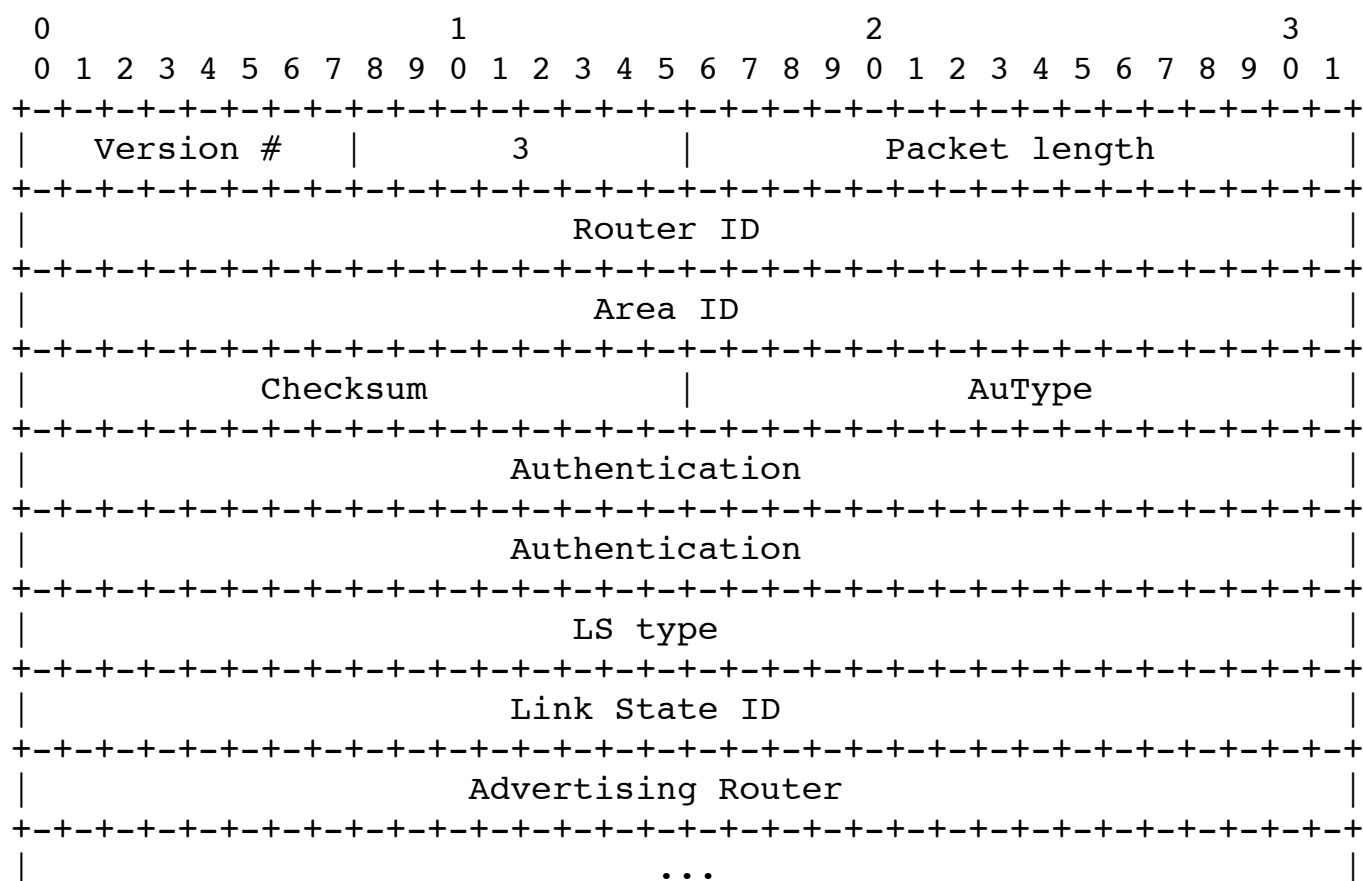 0                   1                   2                   3
 0 1 2 3 4 5 6 7 8 9 0 1 2 3 4 5 6 7 8 9 0 1 2 3 4 5 6 7 8 9 0 1
+-+-+-+-+-+-+-+-+-+-+-+-+-+-+-+-+-+-+-+-+-+-+-+-+-+-+-+-+-+-+-+-+
|   Version #   |       3       |         Packet length         |
+-+-+-+-+-+-+-+-+-+-+-+-+-+-+-+-+-+-+-+-+-+-+-+-+-+-+-+-+-+-+-+-+
|                          Router ID                            |
+-+-+-+-+-+-+-+-+-+-+-+-+-+-+-+-+-+-+-+-+-+-+-+-+-+-+-+-+-+-+-+-+
|                           Area ID                             |
+-+-+-+-+-+-+-+-+-+-+-+-+-+-+-+-+-+-+-+-+-+-+-+-+-+-+-+-+-+-+-+-+
|           Checksum            |             AuType            |
+-+-+-+-+-+-+-+-+-+-+-+-+-+-+-+-+-+-+-+-+-+-+-+-+-+-+-+-+-+-+-+-+
|                       Authentication                          |
+-+-+-+-+-+-+-+-+-+-+-+-+-+-+-+-+-+-+-+-+-+-+-+-+-+-+-+-+-+-+-+-+
|                       Authentication                          |
+-+-+-+-+-+-+-+-+-+-+-+-+-+-+-+-+-+-+-+-+-+-+-+-+-+-+-+-+-+-+-+-+
|                          LS type                              |
+-+-+-+-+-+-+-+-+-+-+-+-+-+-+-+-+-+-+-+-+-+-+-+-+-+-+-+-+-+-+-+-+
|                       Link State ID                           |
+-+-+-+-+-+-+-+-+-+-+-+-+-+-+-+-+-+-+-+-+-+-+-+-+-+-+-+-+-+-+-+-+
|                     Advertising Router                        |
+-+-+-+-+-+-+-+-+-+-+-+-+-+-+-+-+-+-+-+-+-+-+-+-+-+-+-+-+-+-+-+-+
|                              ...                              |